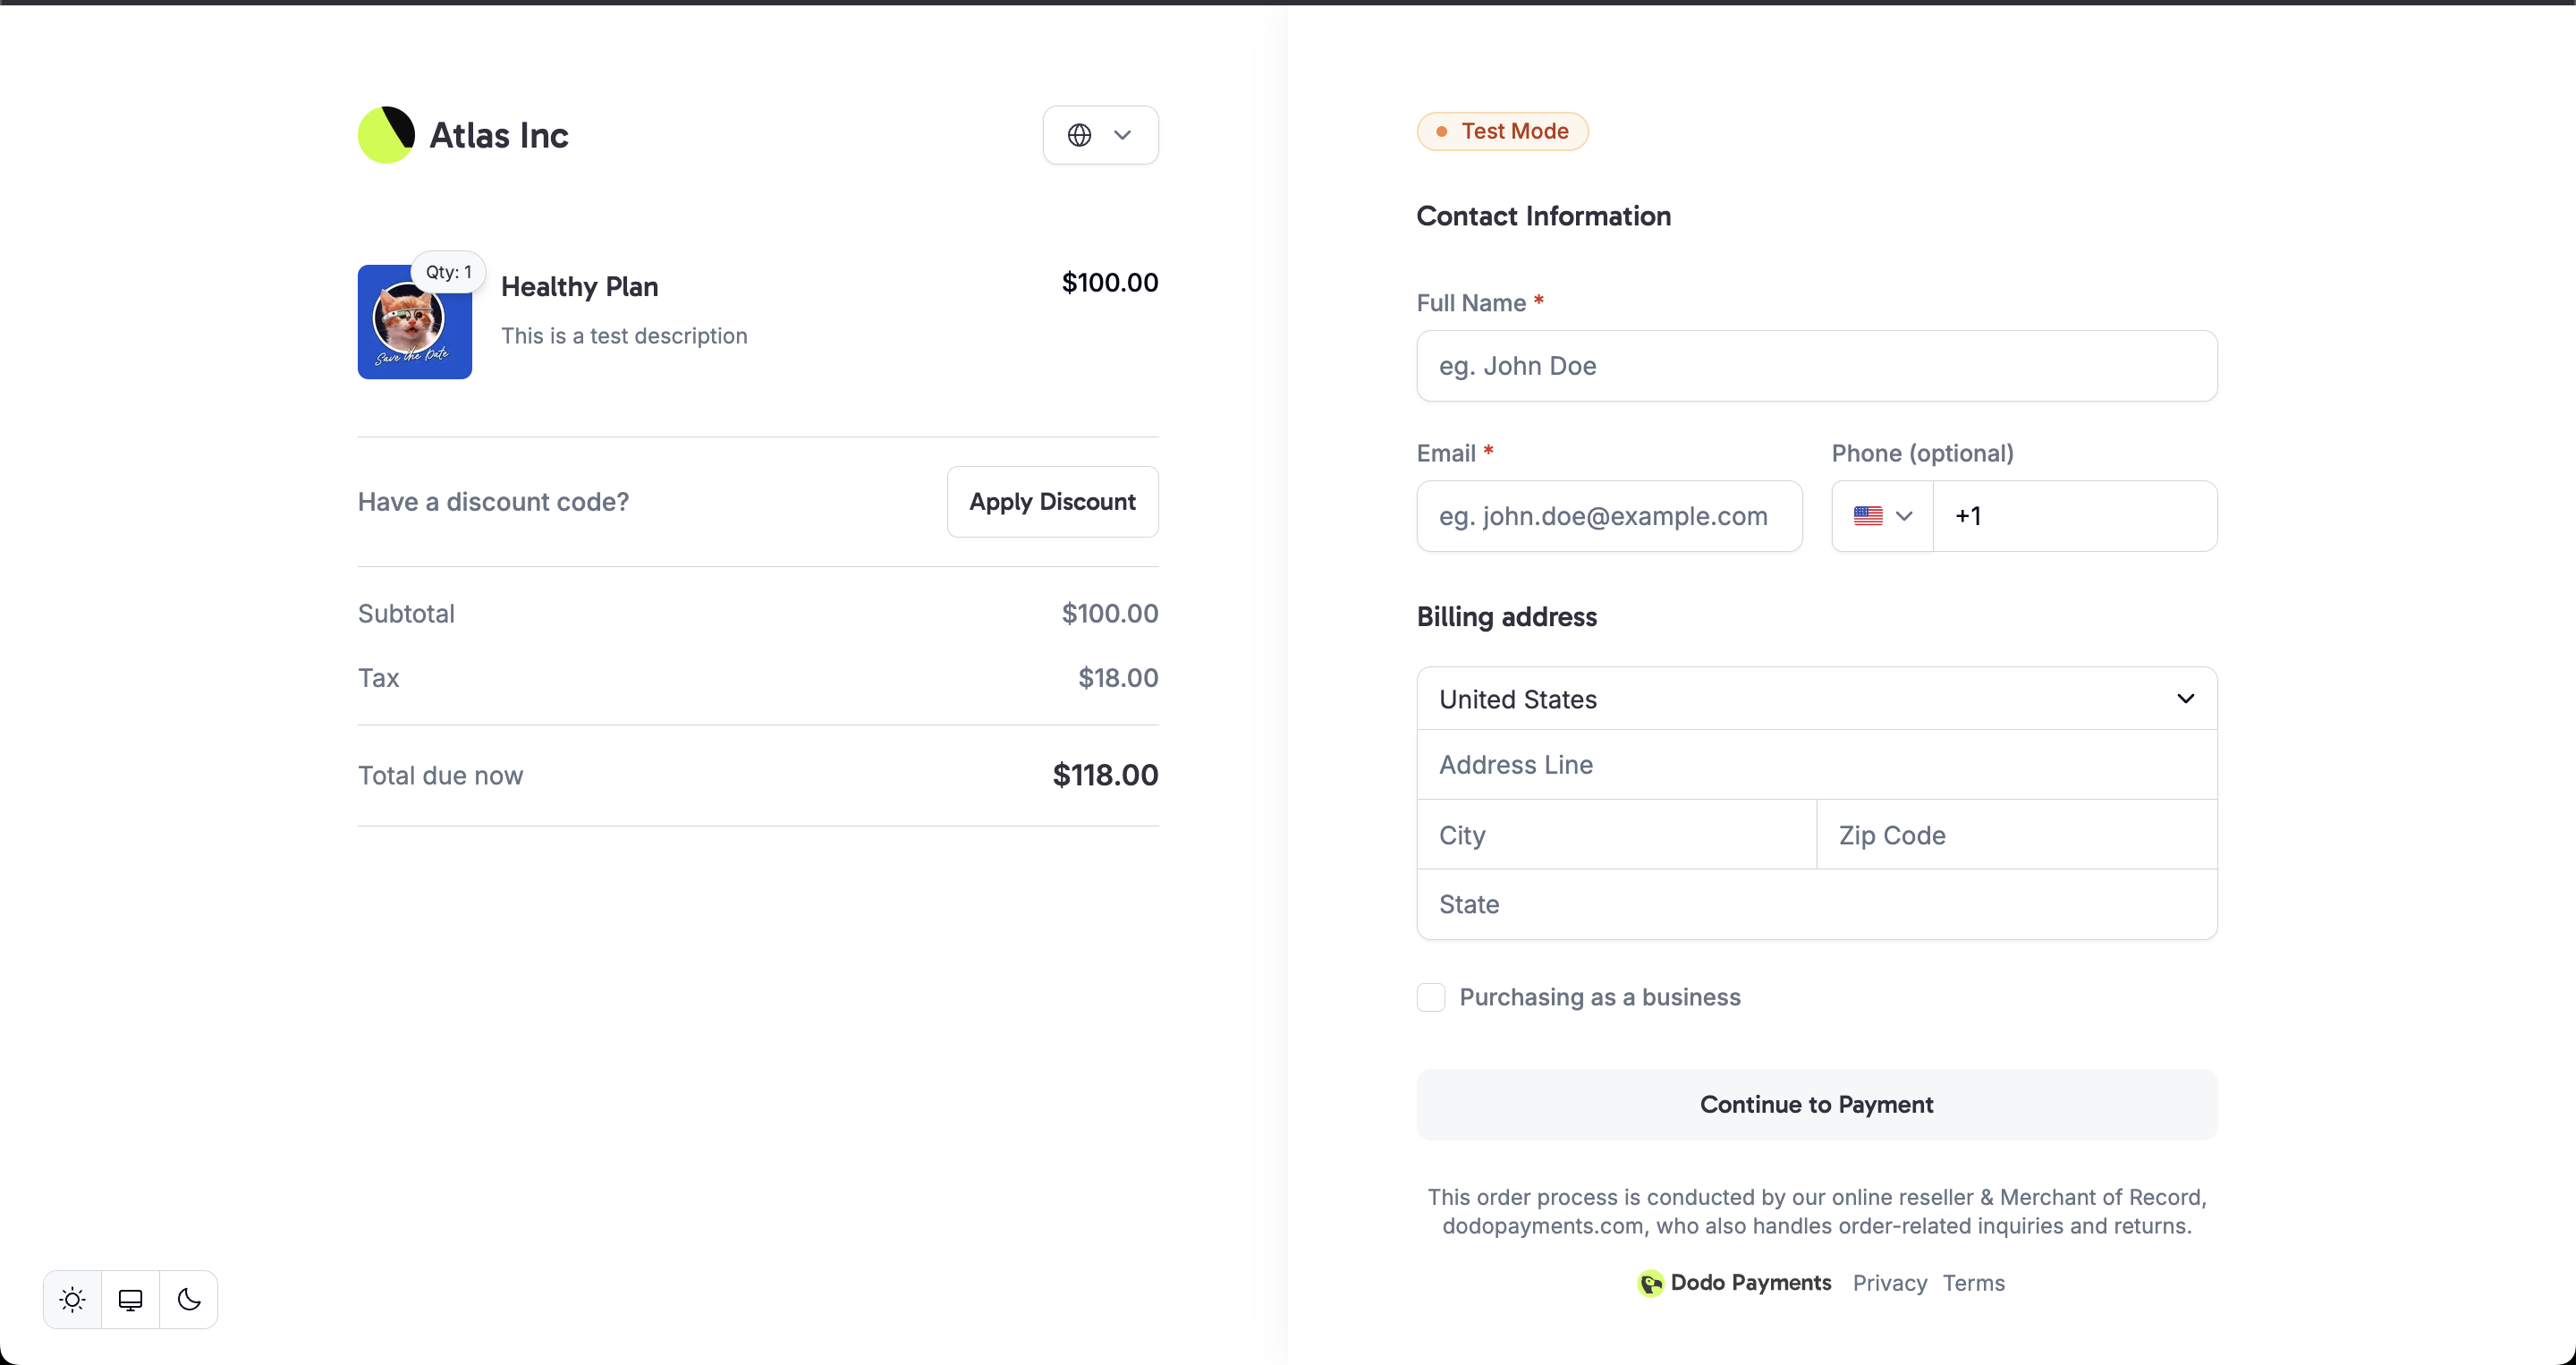 Atlas Inc
Qty: 1
Save the Date
Healthy Plan
$100.00
This is a test description
Have a discount code?
Apply Discount
Subtotal
$100.00
Tax
$18.00
Total due now
$118.00
Test Mode
Contact Information
Full Name *
eg. John Doe
Email *
Phone (optional)
eg. john.doe@example.com
+1
Billing address
United States
Address Line
City
Zip Code
State
Purchasing as a business
Continue to Payment
This order process is conducted by our online reseller & Merchant of Record,
dodopayments.com, who also handles order-related inquiries and returns.
Dodo Payments Privacy Terms